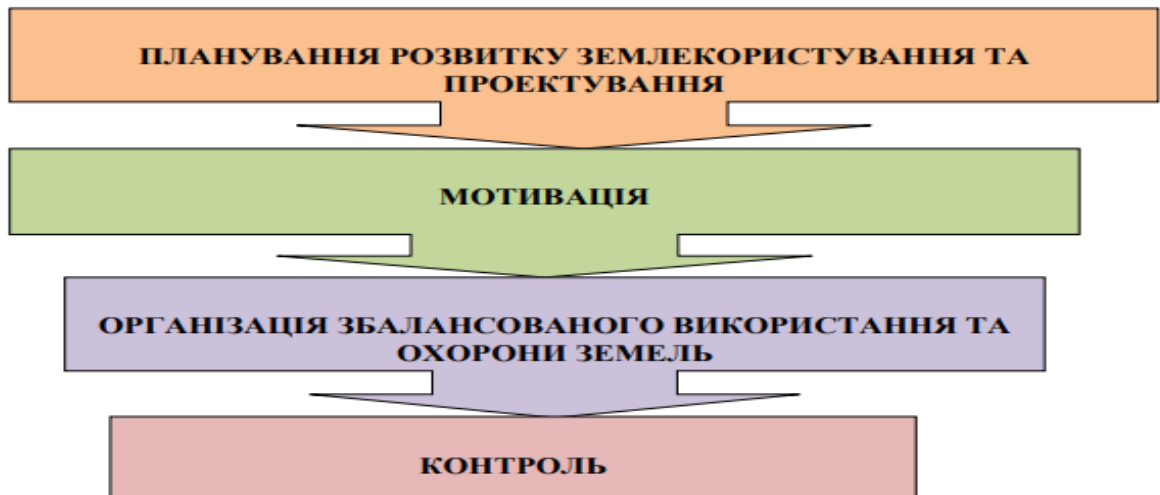 ПЛАНУВАННЯ РОЗВИТКУ ЗЕМЛЕКОРИСТУВАННЯ ТА
ПРОЕКТУВАННЯ
МОТИВАЦІЯ
ОРГАНІЗАЦІЯ ЗБАЛАНСОВАНОГО ВИКОРИСТАННЯ ТА
ОХОРОНИ ЗЕМЕЛЬ
КОНТРОЛЬ